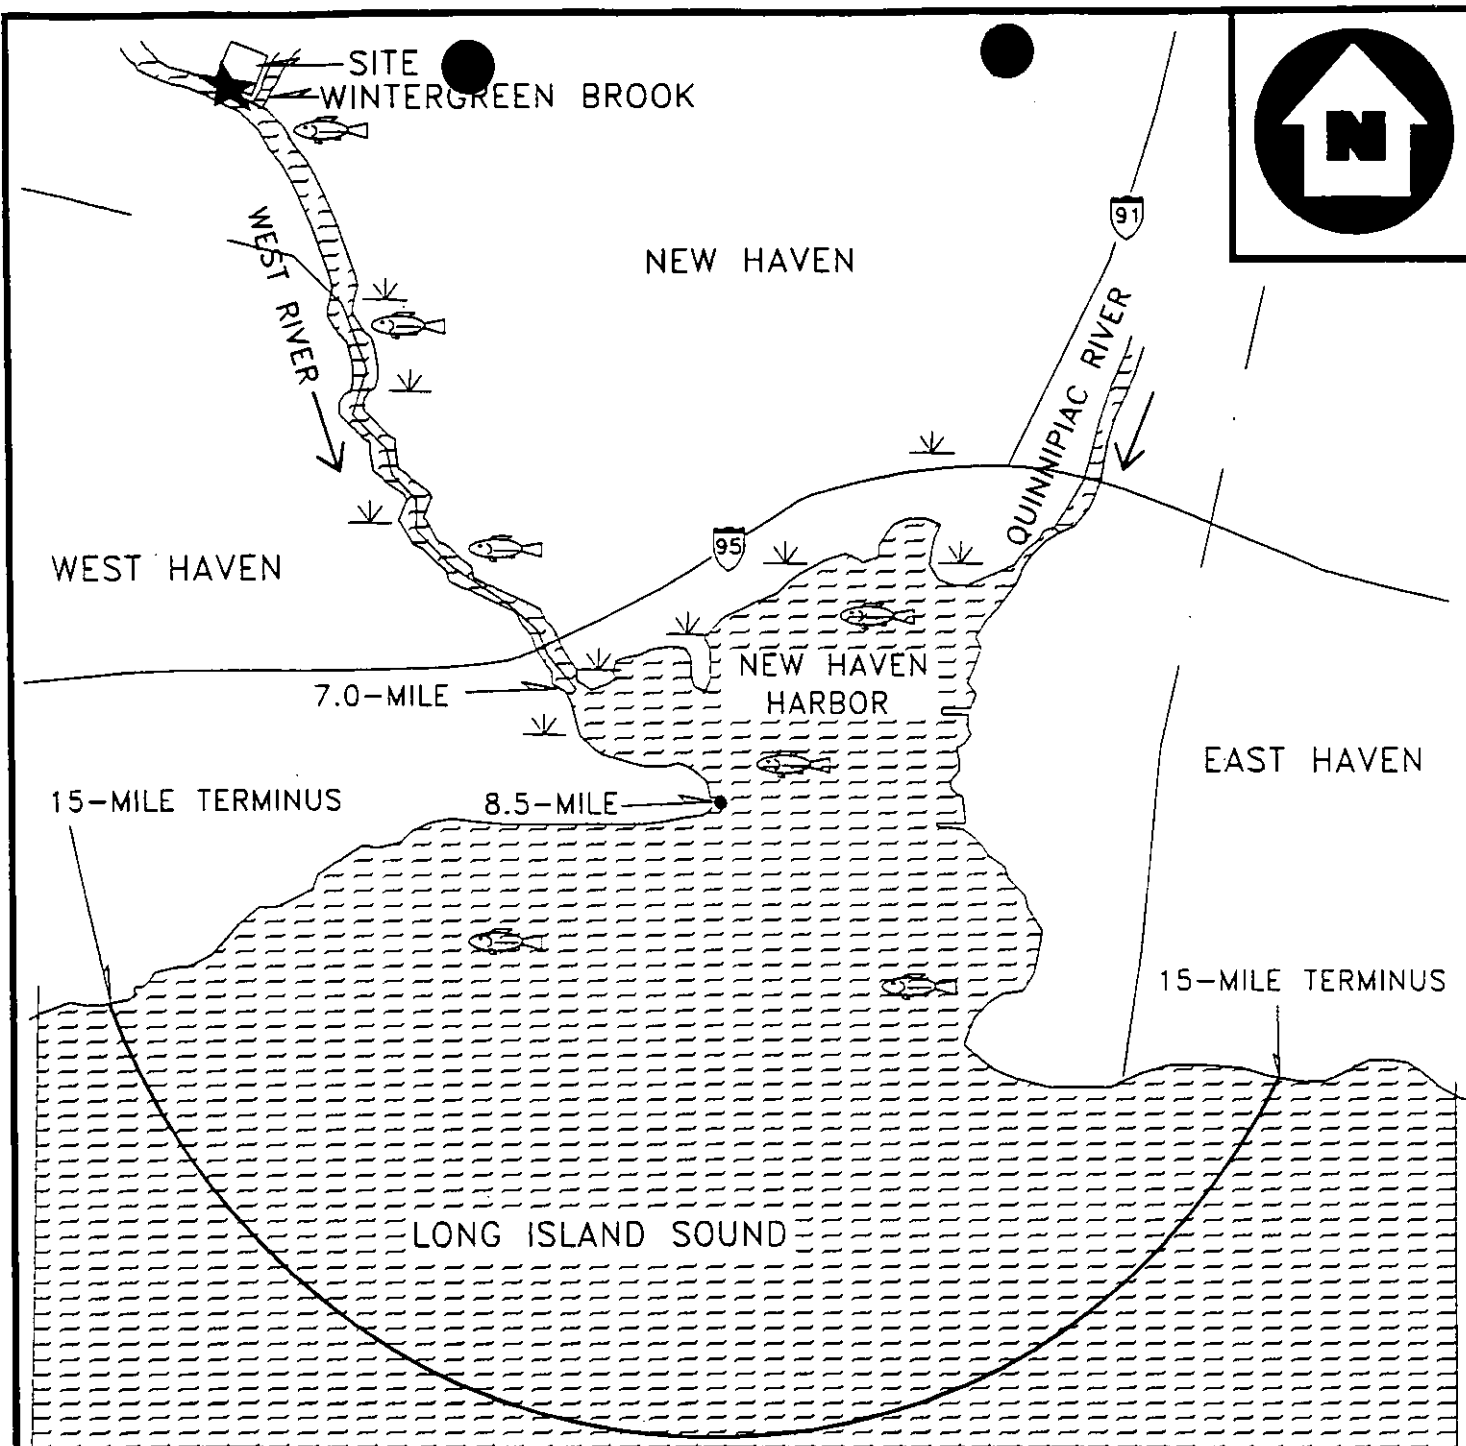 SITE
WINTERGREEN BROOK
N
91
WEST RIVER
NEW HAVEN
QUINNIPIAC RIVER
95
WEST HAVEN
NEW HAVEN
HARBOR
7.0-MILE
EAST HAVEN
15-MILE TERMINUS
8.5-MILE
15-MILE TERMINUS
LONG ISLAND SOUND